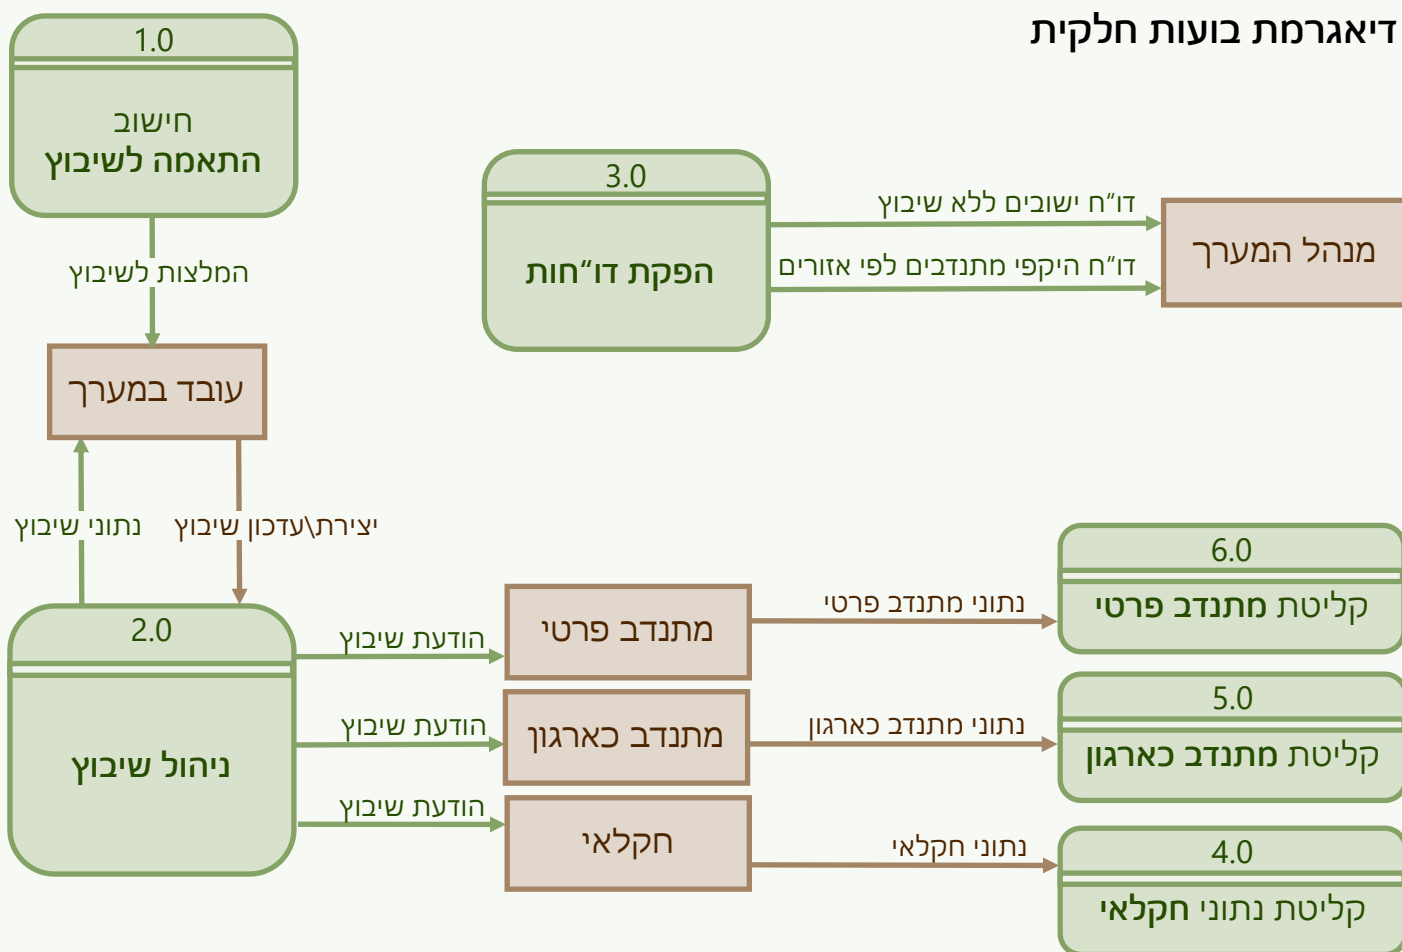 דיאגרמת בועות חלקית
1.0
חישוב
התאמה לשיבוץ
המלצות לשיבוץ
עובד במערך
נתוני שיבוץ
יצירת\עדכון שיבוץ
2.0
ניהול שיבוץ
3.0
הפקת דו“חות
דו“ח ישובים ללא שיבוץ
דו“ח היקפי מתנדבים לפי אזורים
מנהל המערך
הודעת שיבוץ
מתנדב פרטי
נתוני מתנדב פרטי
6.0
קליטת מתנדב פרטי
הודעת שיבוץ
מתנדב כארגון
נתוני מתנדב כארגון
5.0
קליטת מתנדב כארגון
הודעת שיבוץ
חקלאי
נתוני חקלאי
4.0
קליטת נתוני חקלאי